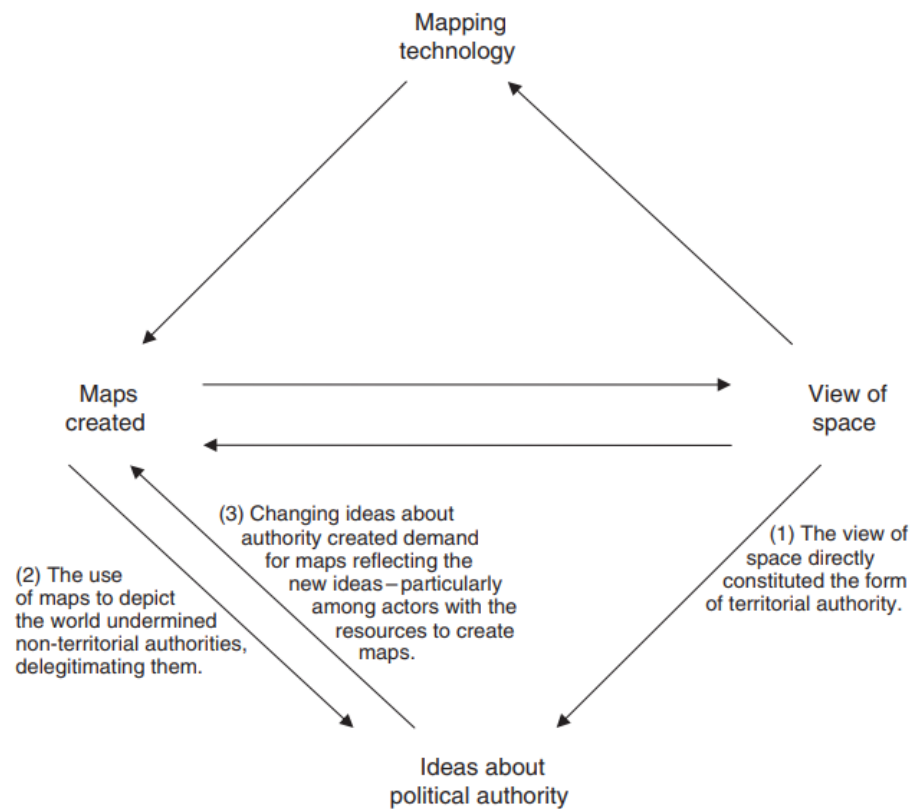 Mapping
technology
Maps
created
View of
space
(1) The view of
space directly
constituted the form
of territorial authority.
(2) The use
of maps to depict
the world undermined
non-territorial authorities,
delegitimating them.
(3) Changing ideas about
authority created demand
for maps reflecting the
new ideas–particularly
among actors with the
resources to create
maps.
Ideas about
political authority